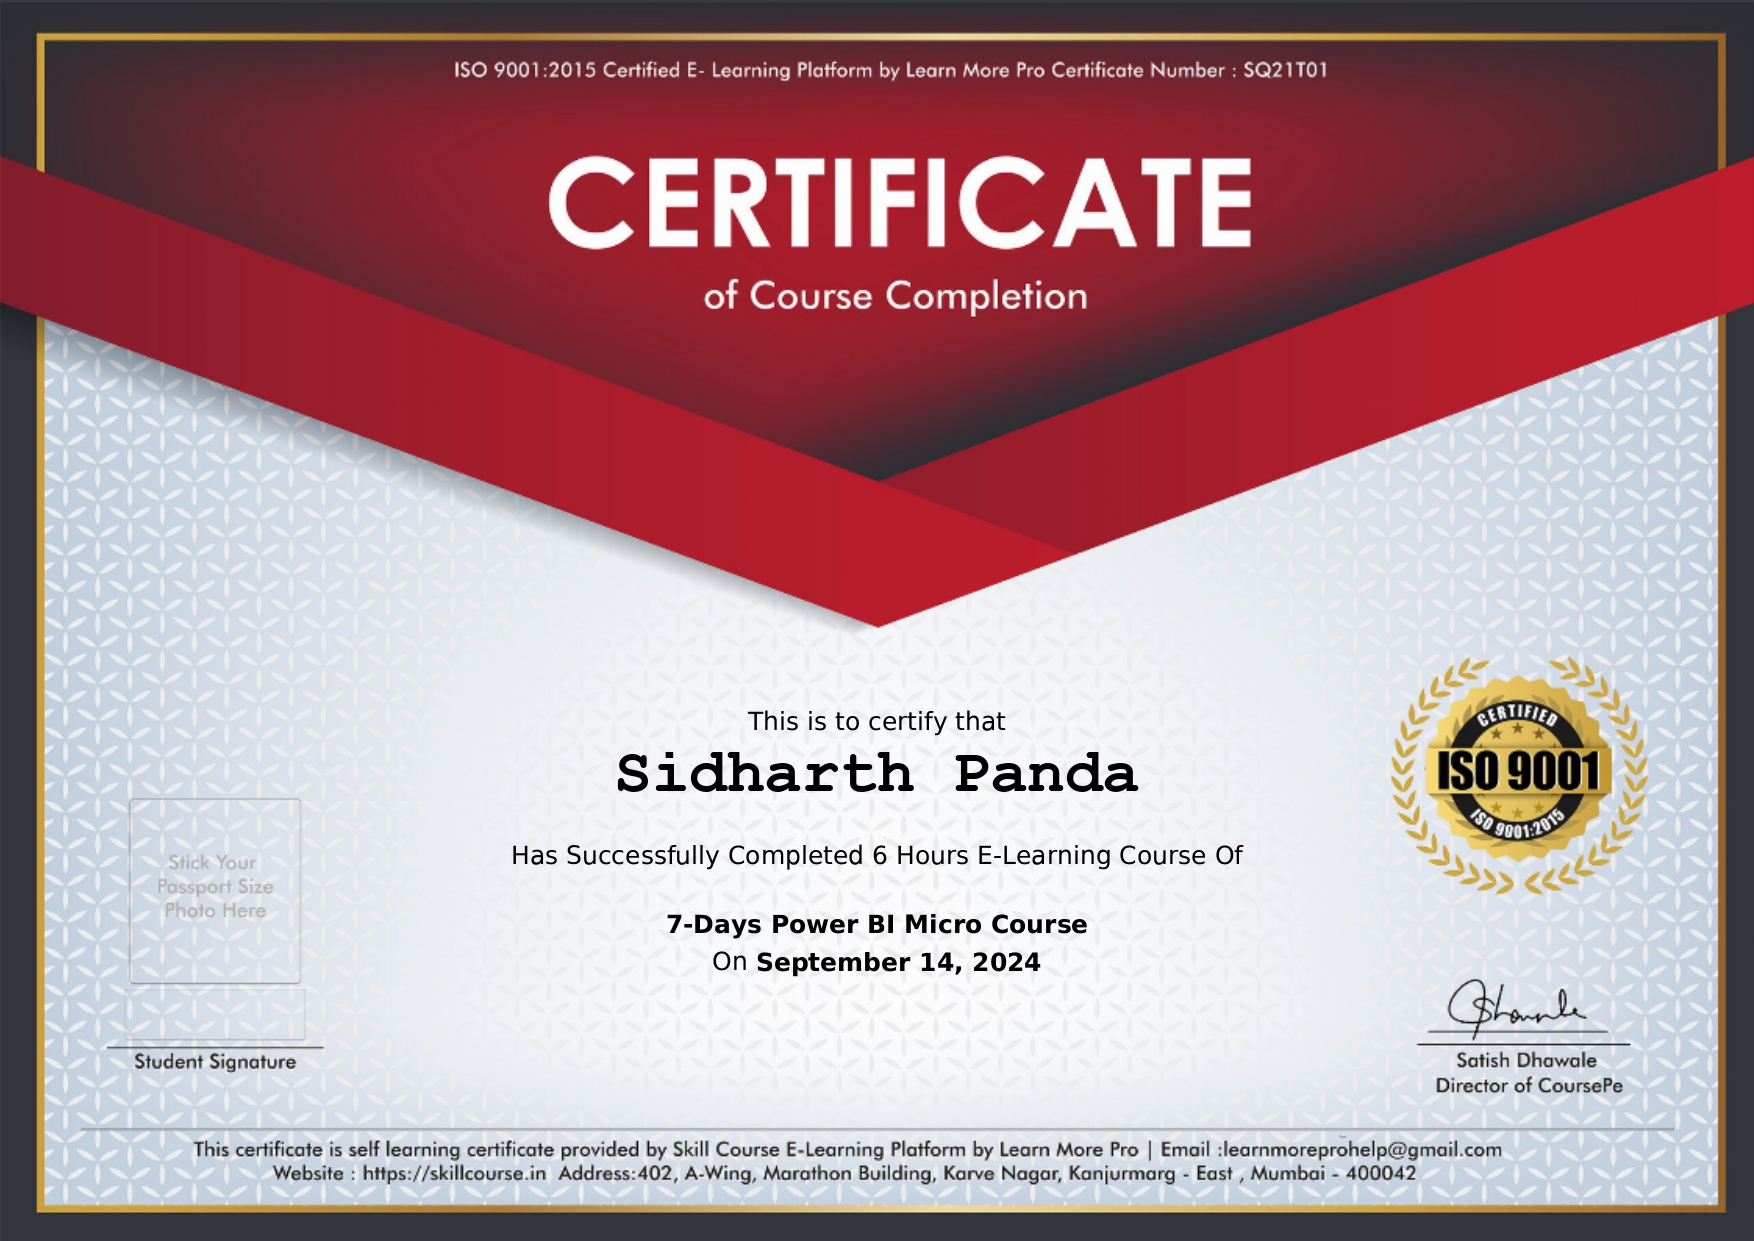 ISO 9001:2015 Certified E- Learning Platform by Learn More Pro Certificate Number : SQ21T01
CERTIFICATE
of Course Completion
This is to certify that
Sidharth Panda
Has Successfully Completed 6 Hours E-Learning Course Of
7-Days Power BI Micro Course
On September 14, 2024
CERTIFIED
ISO 9001
ISO 9001:2015
Stick Your
Passport Size
Photo Here
Student Signature
Satish Dhawale
Director of CoursePe
This certificate is self learning certificate provided by Skill Course E-Learning Platform by Learn More Pro | Email :learnmoreprohelp@gmail.com
Website : https://skillcourse.in Address:402, A-Wing, Marathon Building, Karve Nagar, Kanjurmarg - East , Mumbai - 400042